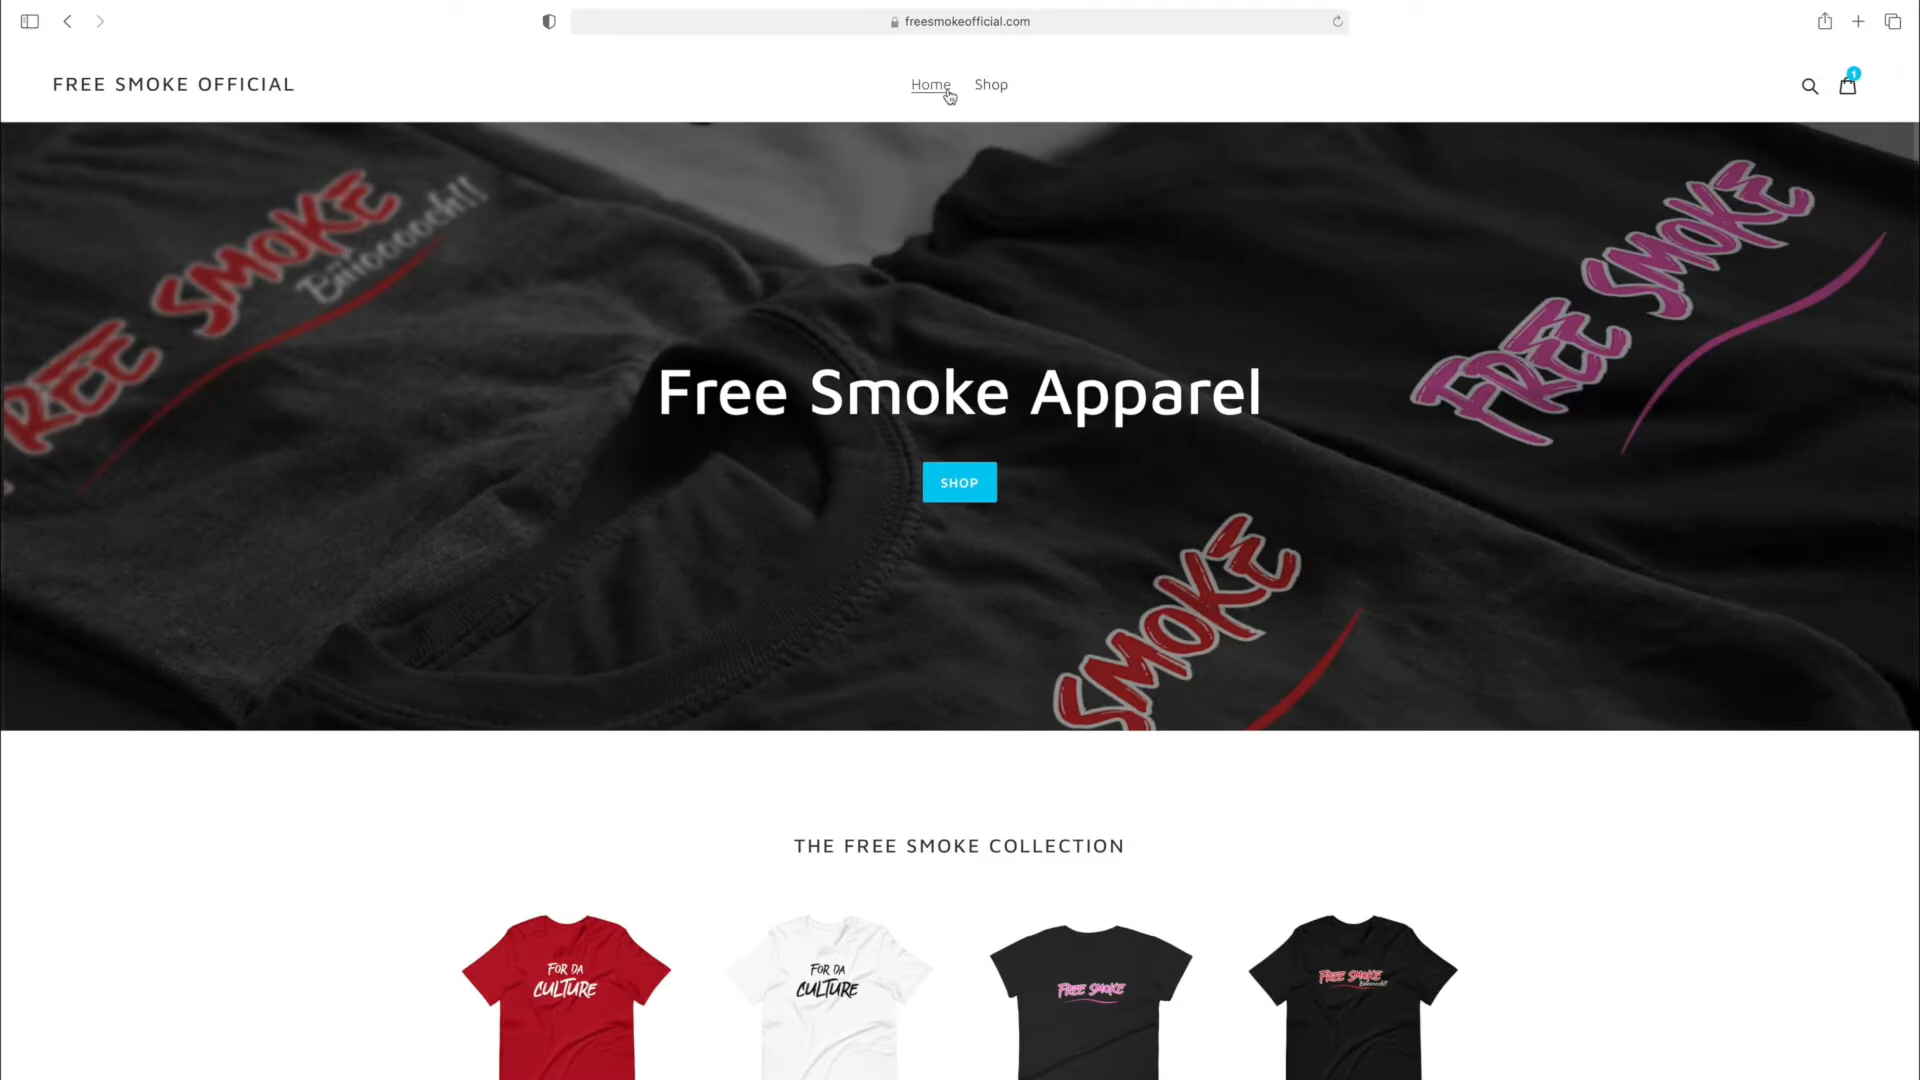 freesmokeofficial.com
FREE SMOKE OFFICIAL
Home Shop
1
FREE SMOKE
REE SMOKE
Free Smoke Apparel
SHOP
SMOKE
THE FREE SMOKE COLLECTION
FOR DA
CULTURE
FOR DA
CULTURE
FREE SMOKE
FREE SMOKE